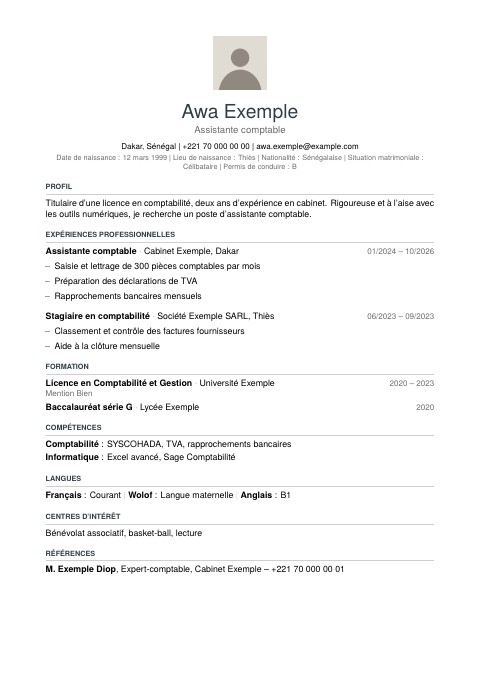 Awa Exemple
Assistante comptable
Dakar, Sénégal | +221 70 000 00 00 | awa.exemple@example.com
Date de naissance : 12 mars 1999 | Lieu de naissance : Thiès | Nationalité : Sénégalaise | Situation matrimoniale :
Célibataire | Permis de conduire : B
PROFIL
Titulaire d'une licence en comptabilité, deux ans d'expérience en cabinet. Rigoureuse et à l'aise avec
les outils numériques, je recherche un poste d'assistante comptable.
EXPÉRIENCES PROFESSIONNELLES
Assistante comptable · Cabinet Exemple, Dakar 01/2024 – 10/2026
– Saisie et lettrage de 300 pièces comptables par mois
– Préparation des déclarations de TVA
– Rapprochements bancaires mensuels
Stagiaire en comptabilité · Société Exemple SARL, Thiès 06/2023 – 09/2023
– Classement et contrôle des factures fournisseurs
– Aide à la clôture mensuelle
FORMATION
Licence en Comptabilité et Gestion · Université Exemple 2020 – 2023
Mention Bien
Baccalauréat série G · Lycée Exemple 2020
COMPÉTENCES
Comptabilité : SYSCOHADA, TVA, rapprochements bancaires
Informatique : Excel avancé, Sage Comptabilité
LANGUES
Français : Courant | Wolof : Langue maternelle | Anglais : B1
CENTRES D'INTÉRÊT
Bénévolat associatif, basket-ball, lecture
RÉFÉRENCES
M. Exemple Diop, Expert-comptable, Cabinet Exemple – +221 70 000 00 01